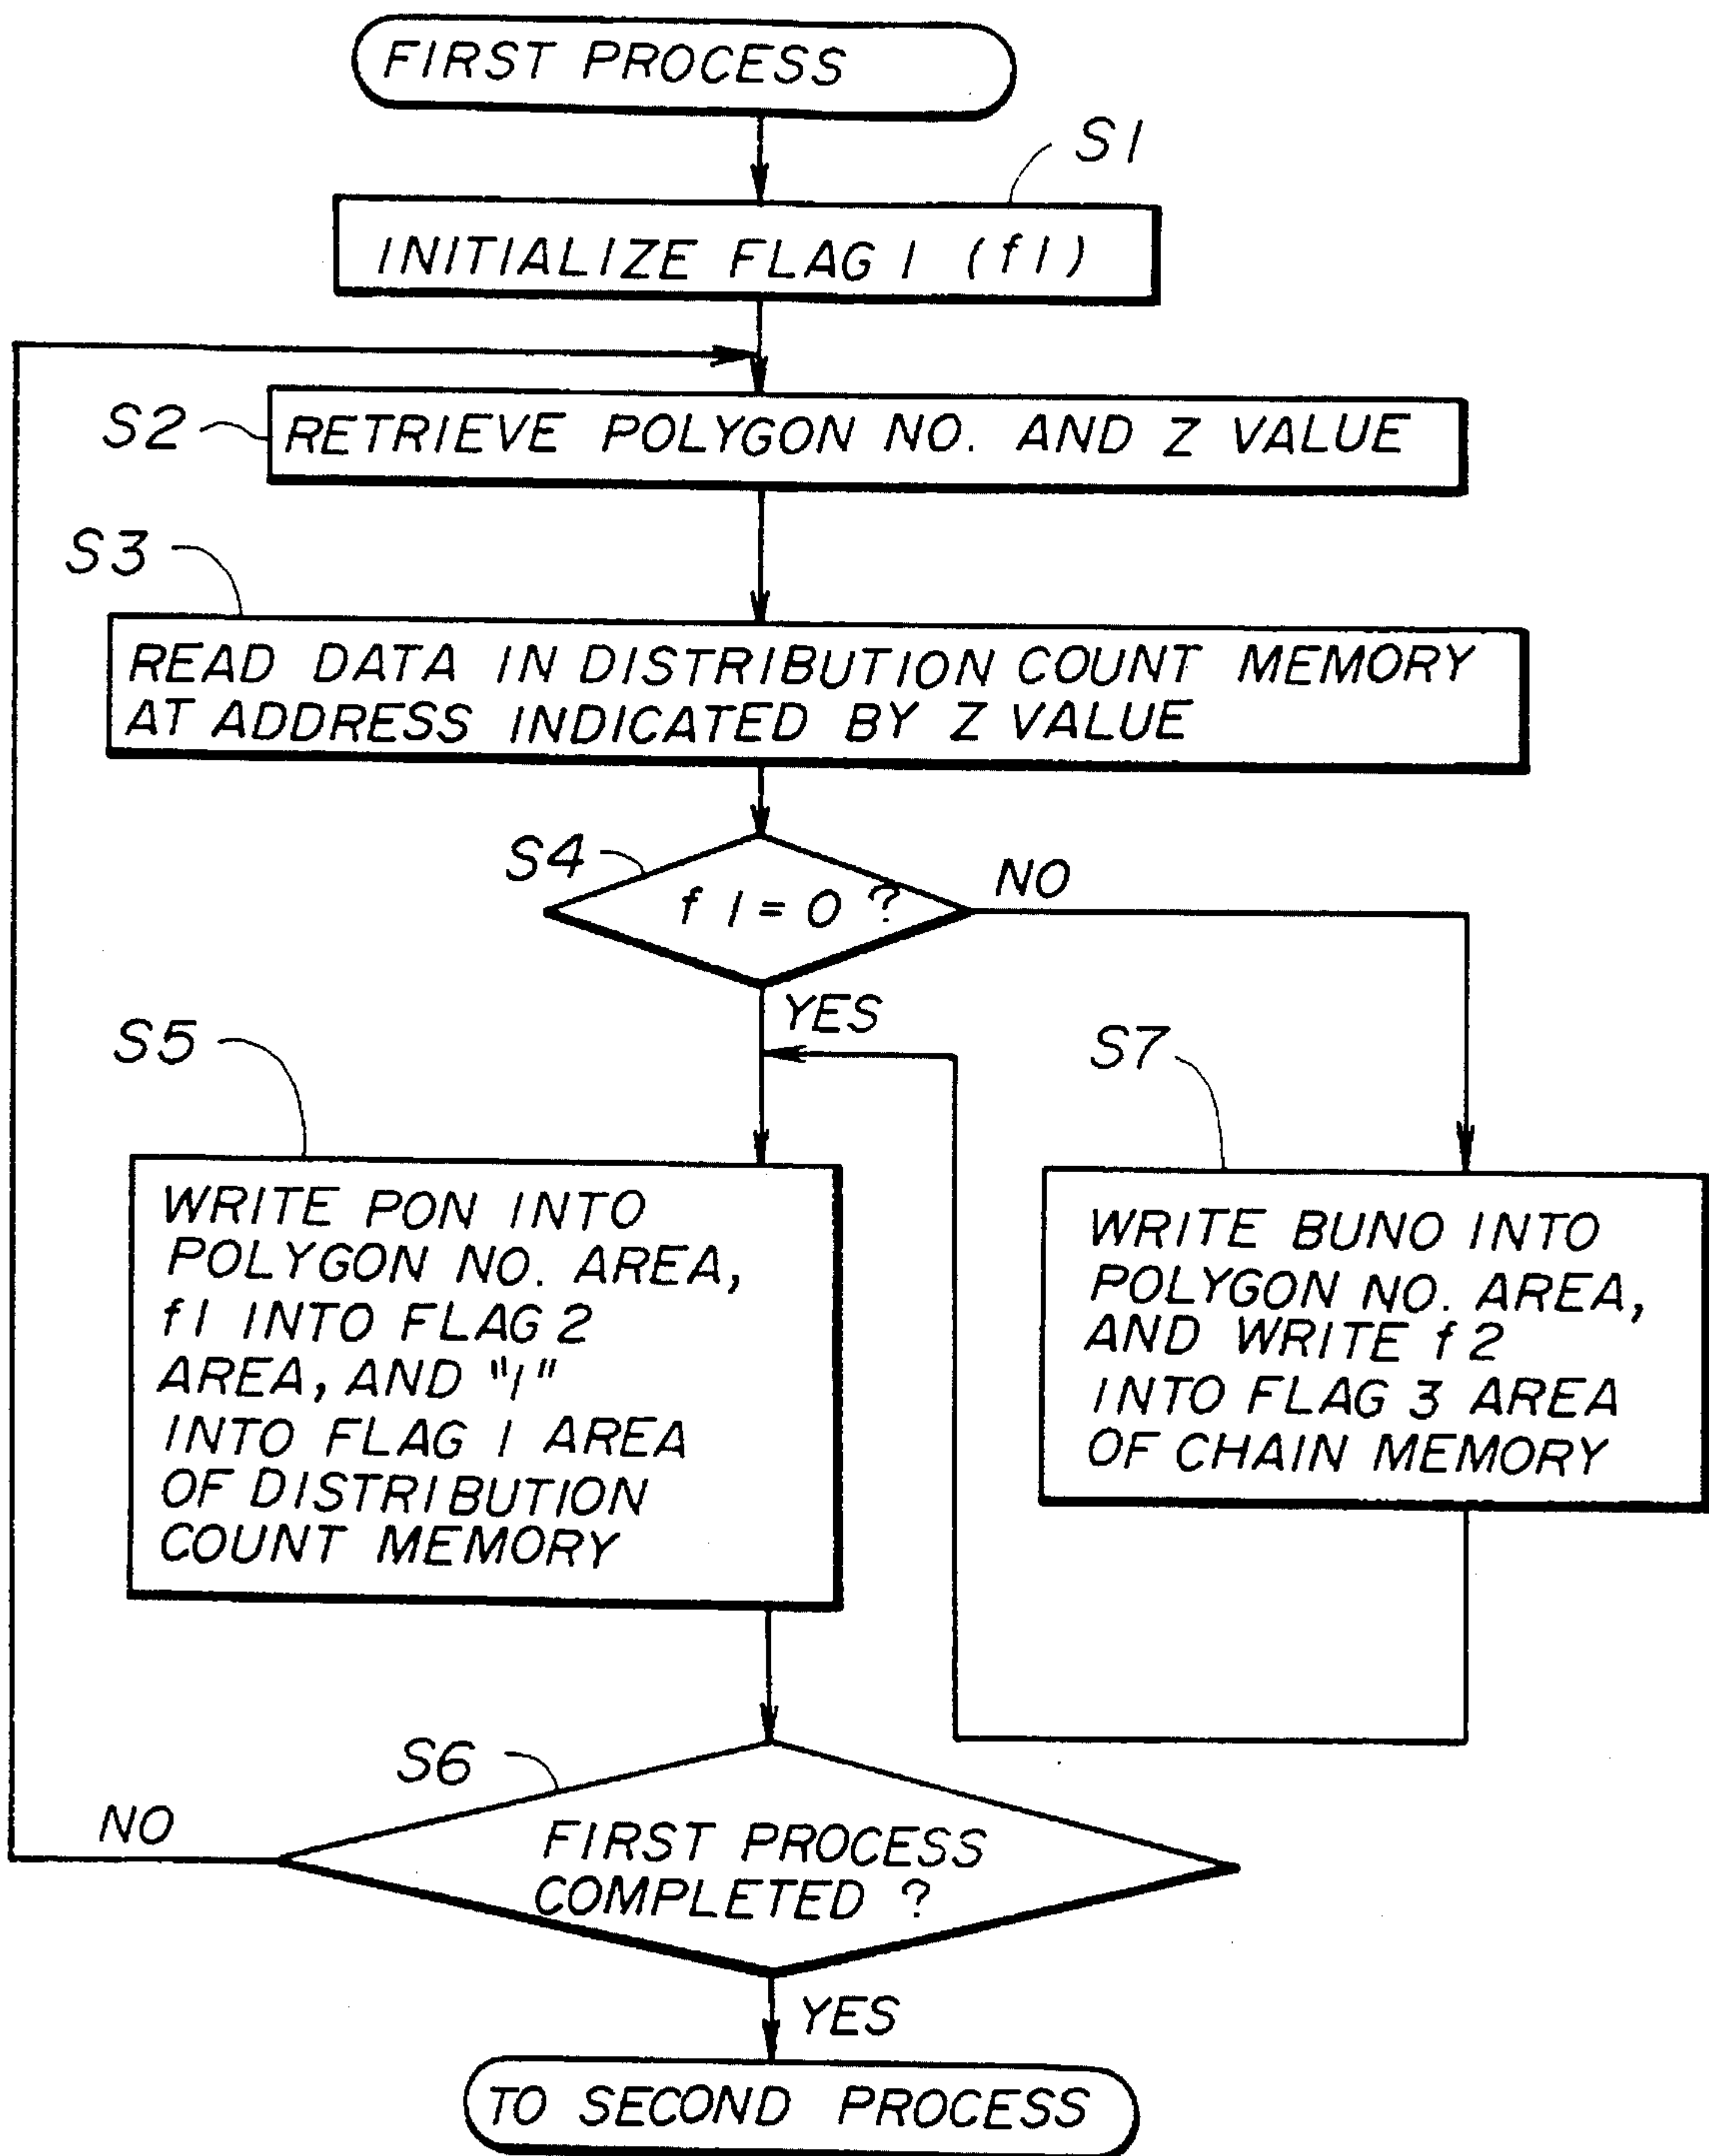 FIRST PROCESS
S1
INITIALIZE FLAG 1 (f1)
S2
RETRIEVE POLYGON NO. AND Z VALUE
S3
READ DATA IN DISTRIBUTION COUNT MEMORY
AT ADDRESS INDICATED BY Z VALUE
S4
f1=0 ?
NO
YES
S5
WRITE PON INTO
POLYGON NO. AREA,
f1 INTO FLAG 2
AREA, AND "1"
INTO FLAG 1 AREA
OF DISTRIBUTION
COUNT MEMORY
S7
WRITE BUNO INTO
POLYGON NO. AREA,
AND WRITE f2
INTO FLAG 3 AREA
OF CHAIN MEMORY
S6
NO
FIRST PROCESS
COMPLETED ?
YES
TO SECOND PROCESS